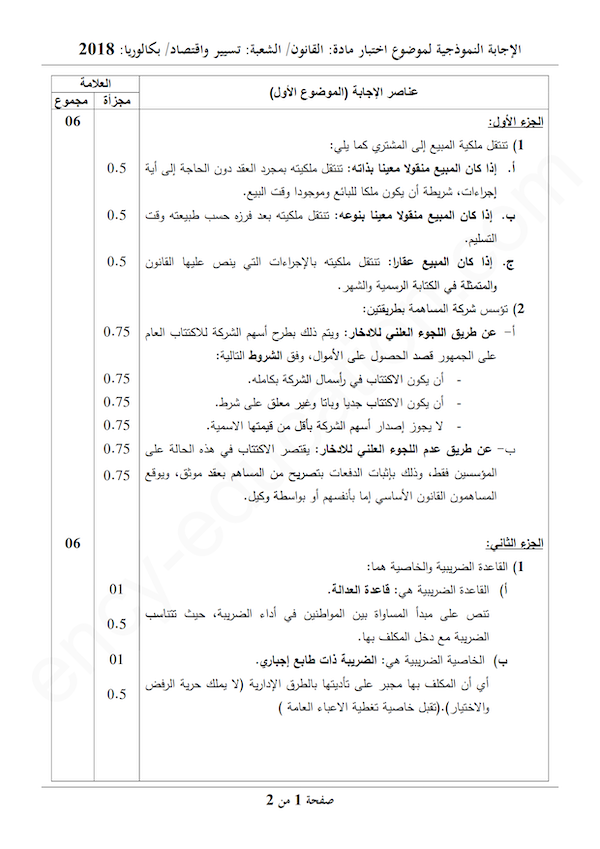 الإجابة النموذجية لموضوع اختبار مادة: القانون/ الشعبة: تسيير واقتصاد/ بكالوريا: 2018
عناصر الإجابة (الموضوع الأول)
العلامة
مجزأة
مجموع
الجزء الأول:
06
1) تنتقل ملكية المبيع إلى المشتري كما يلي:
أ. إذا كان المبيع منقولا معينا بذاته: تنتقل ملكيته بمجرد العقد دون الحاجة إلى أية
0.5
إجراءات، شريطة أن يكون ملكا للبائع وموجودا وقت البيع.
ب. إذا كان المبيع منقولا معينا بنوعه: تنتقل ملكيته بعد فرزه حسب طبيعته وقت
0.5
التسليم.
ج. إذا كان المبيع عقارا: تنتقل ملكيته بالإجراءات التي ينص عليها القانون
0.5
والمتمثلة في الكتابة الرسمية والشهر.
2) تؤسس شركة المساهمة بطريقتين:
أ- عن طريق اللجوء العلني للادخار: ويتم ذلك بطرح أسهم الشركة للاكتتاب العام
0.75
على الجمهور قصد الحصول على الأموال، وفق الشروط التالية:
- أن يكون الاكتتاب في رأسمال الشركة بكامله.
0.75
- أن يكون الاكتتاب جديا وباتا وغير معلق على شرط.
0.75
- لا يجوز إصدار أسهم الشركة بأقل من قيمتها الاسمية.
0.75
ب- عن طريق عدم اللجوء العلني للادخار: يقتصر الاكتتاب في هذه الحالة على
0.75
المؤسسين فقط، وذلك بإثبات الدفعات بتصريح من المساهم بعقد موثق، ويوقع
0.75
المساهمون القانون الأساسي إما بأنفسهم أو بواسطة وكيل.
الجزء الثاني:
06
1) القاعدة الضريبية والخاصية هما:
أ) القاعدة الضريبية هي: قاعدة العدالة.
01
تنص على مبدأ المساواة بين المواطنين في أداء الضريبة، حيث تتناسب
0.5
الضريبة مع دخل المكلف بها.
ب) الخاصية الضريبية هي: الضريبة ذات طابع إجباري.
01
أي أن المكلف بها مجبر على تأديتها بالطرق الإدارية (لا يملك حرية الرفض
0.5
والاختيار).(تقبل خاصية تغطية الاعباء العامة )
صفحة 1 من 2